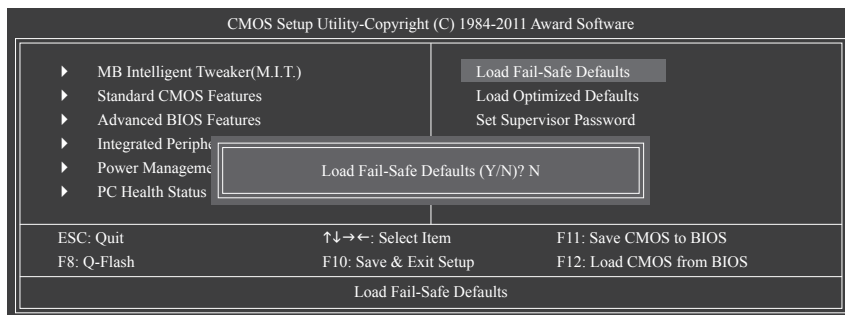 CMOS Setup Utility-Copyright (C) 1984-2011 Award Software
MB Intelligent Tweaker(M.I.T.)
Standard CMOS Features
Advanced BIOS Features
Integrated Periphe
Power Manageme
PC Health Status
Load Fail-Safe Defaults
Load Optimized Defaults
Set Supervisor Password
Load Fail-Safe Defaults (Y/N)? N
ESC: Quit
↑↓→←: Select Item
F11: Save CMOS to BIOS
F8: Q-Flash
F10: Save & Exit Setup
F12: Load CMOS from BIOS
Load Fail-Safe Defaults